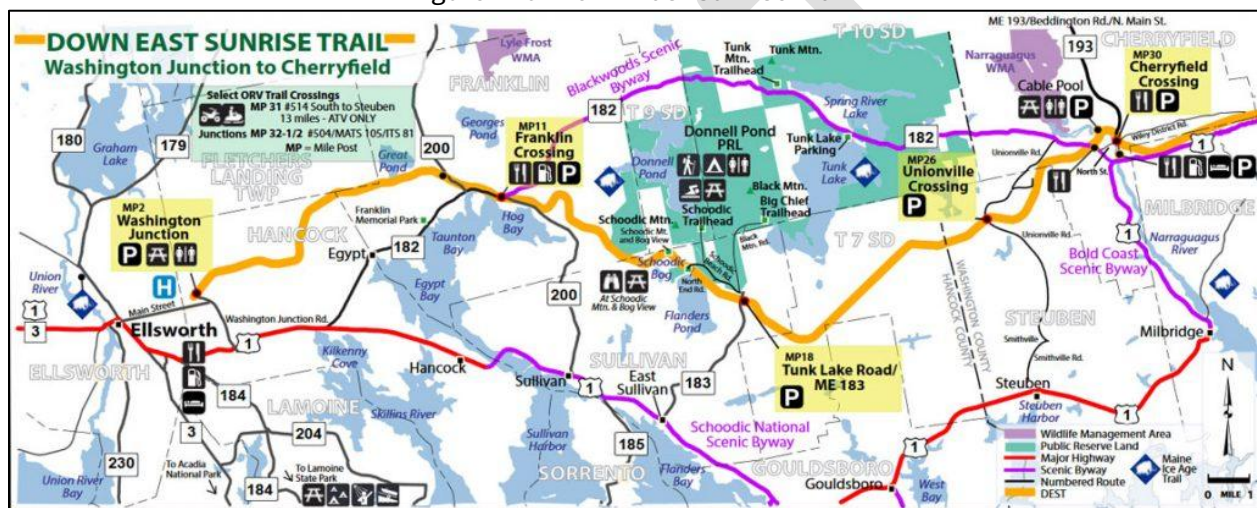 DOWN EAST SUNRISE TRAIL
Washington Junction to Cherryfield
Select ORV Trail Crossings
MP 31 #514 South to Steuben
13 miles - ATV ONLY
Junctions MP 32-1/2 #504/MATS 105/ITS 81
MP = Mile Post
Lyle Frost
WMA
FRANKLIN
Blackwoods Scenic
Byway
182
T 9 SD
T 10 SD
Tunk
Mtn.
Trailhead
Tunk Mtn.
Spring River
Lake
Tunk Lake
Parking
Tunk
Lake
182
ME 193/Beddington Rd./N. Main St.
193
CHERRYFIELD
Narraguagus
WMA
Cable Pool
P
MP30
Cherryfield
Crossing
P
Wiley District Rd.
1
P
North St.
Unionville
Rd.
Unionville Rd.
MP26
Unionville
Crossing
P
180
179
Graham
Lake
FLETCHERS
LANDING
TWP
Great
Pond
200
Georges
Pond
MP11
Franklin
Crossing
P
Donnell
Pond
Donnell Pond
PRL
Schoodic
Trailhead
Black Mtn.
Big Chief
Trailhead
Black
Mtn. Rd.
Schoodic Mtn.
Schoodic Mt.
and Bog View
Schoodic
Bog
Schoodic
Beach Rd.
North
End Rd.
At Schoodic
Mtn. & Bog View
Flanders
Pond
T 7 SD
MP2
Washington
Junction
P
HANCOCK
Franklin
Memorial Park
182
Egypt
Taunton
Bay
Hog
Bay
Egypt
Bay
200
Union
River
H
Main Street
1
3
Ellsworth
Washington Junction Rd.
1
ELLSWORTH
184
3
230
Union River
Bay
LAMOINE
204
184
To Acadia
National Park
To Lamoine
State Park
Kilkenny
Cove
Skillins River
Hancock
Sullivan
SULLIVAN
East
Sullivan
1
183
Sullivan
Harbor
185
SORRENTO
Flanders
Bay
Schoodic National
Scenic Byway
MP18
Tunk Lake Road/
ME 183
P
WASHINGTON COUNTY
HANCOCK COUNTY
STEUBEN
Smithville
Smithville Rd.
Steuben
Steuben
Harbor
1
1
GOULDSBORO
Gouldsboro
West
Bay
Bold Coast
Scenic Byway
1
MILBRIDGE
Narraguagus
River
Milbridge
Wildlife Management Area
Public Reserve Land
Major Highway
Scenic Byway
Numbered Route
DEST
Maine
Ice Age
Trail
N
0 MILE 1